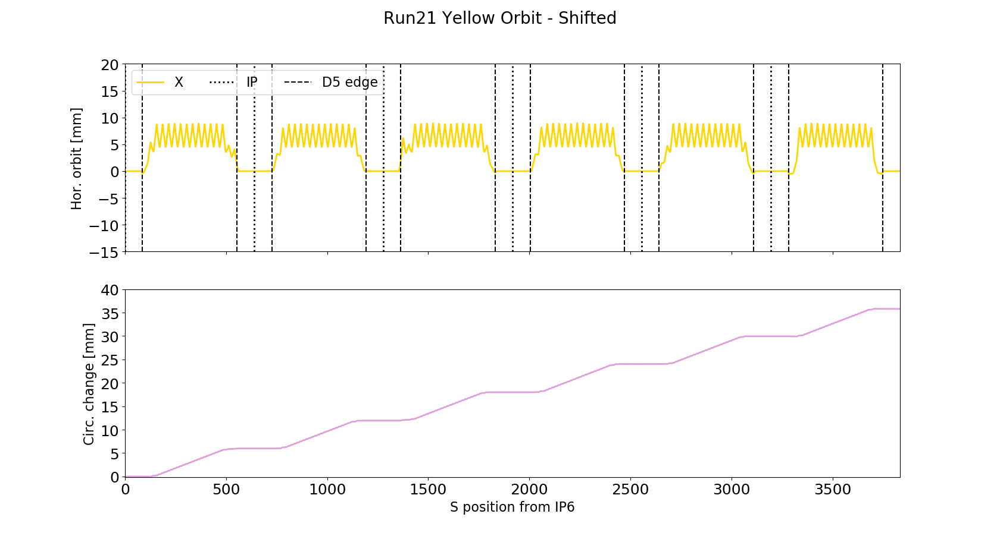 Run21 Yellow Orbit - Shifted
20
15
10
5
0
−5
−10
−15
Hor. orbit [mm]
X IP D5 edge
40
35
30
25
20
15
10
5
0
Circ. change [mm]
0 500 1000 1500 2000 2500 3000 3500
S position from IP6